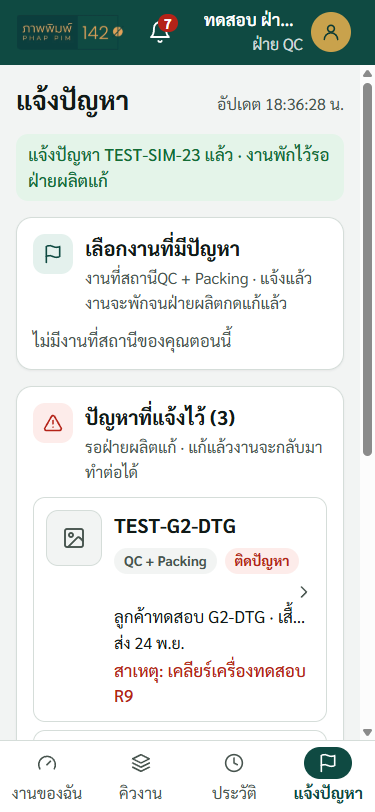 ภาพพิมพ์ 142
PHAP PIM
7
ทดสอบ ฝ่า...
ฝ่าย QC
แจ้งปัญหา
อัปเดต 18:36:28 น.
แจ้งปัญหา TEST-SIM-23 แล้ว · งานพักไว้รอ
ฝ่ายผลิตแก้
เลือกงานที่มีปัญหา
งานที่สถานีQC + Packing · แจ้งแล้ว
งานจะพักจนฝ่ายผลิตกดแก้แล้ว
ไม่มีงานที่สถานีของคุณตอนนี้
ปัญหาที่แจ้งไว้ (3)
รอฝ่ายผลิตแก้ · แก้แล้วงานจะกลับมา
ทำต่อได้
TEST-G2-DTG
QC + Packing ติดปัญหา
ลูกค้าทดสอบ G2-DTG · เสื้...
ส่ง 24 พ.ย.
สาเหตุ: เคลียร์เครื่องทดสอบ
R9
งานของฉัน คิวงาน ประวัติ แจ้งปัญหา